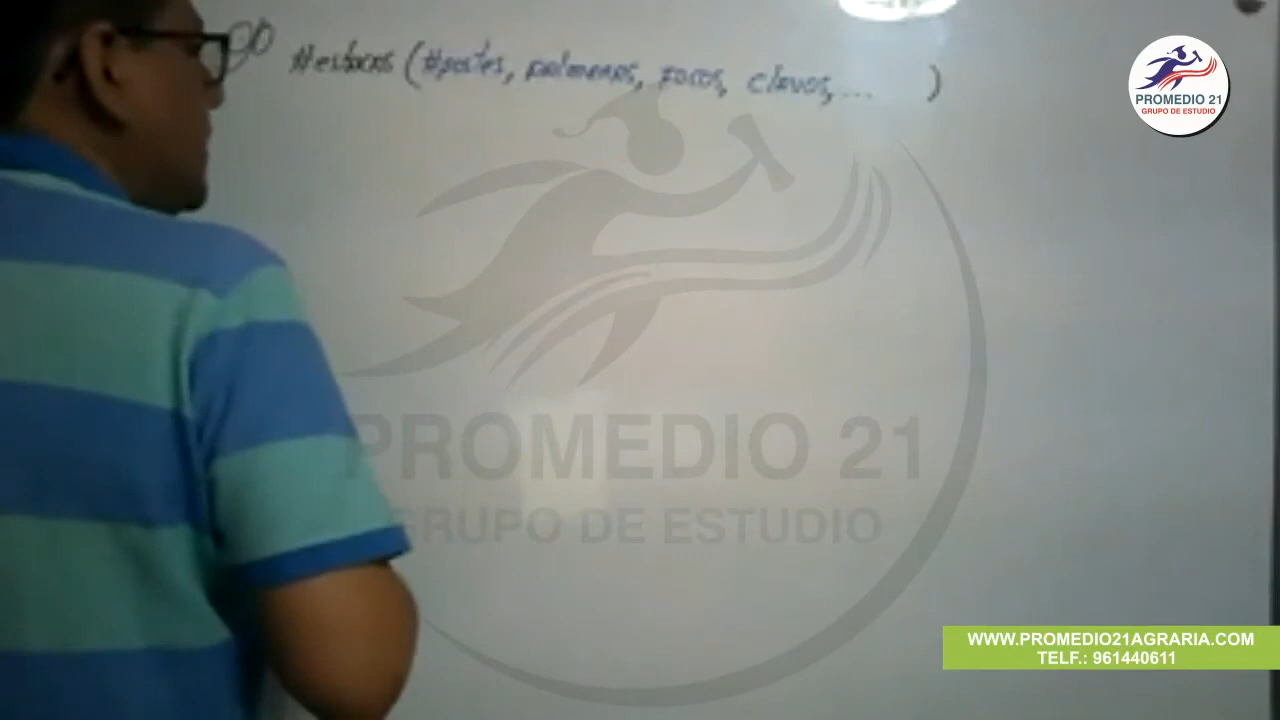 #estacas (#postes, palmeras, focos, clavos, ... )
PROMEDIO 21
GRUPO DE ESTUDIO
PROMEDIO 21
GRUPO DE ESTUDIO
WWW.PROMEDIO21AGRARIA.COM
TELF.: 961440611